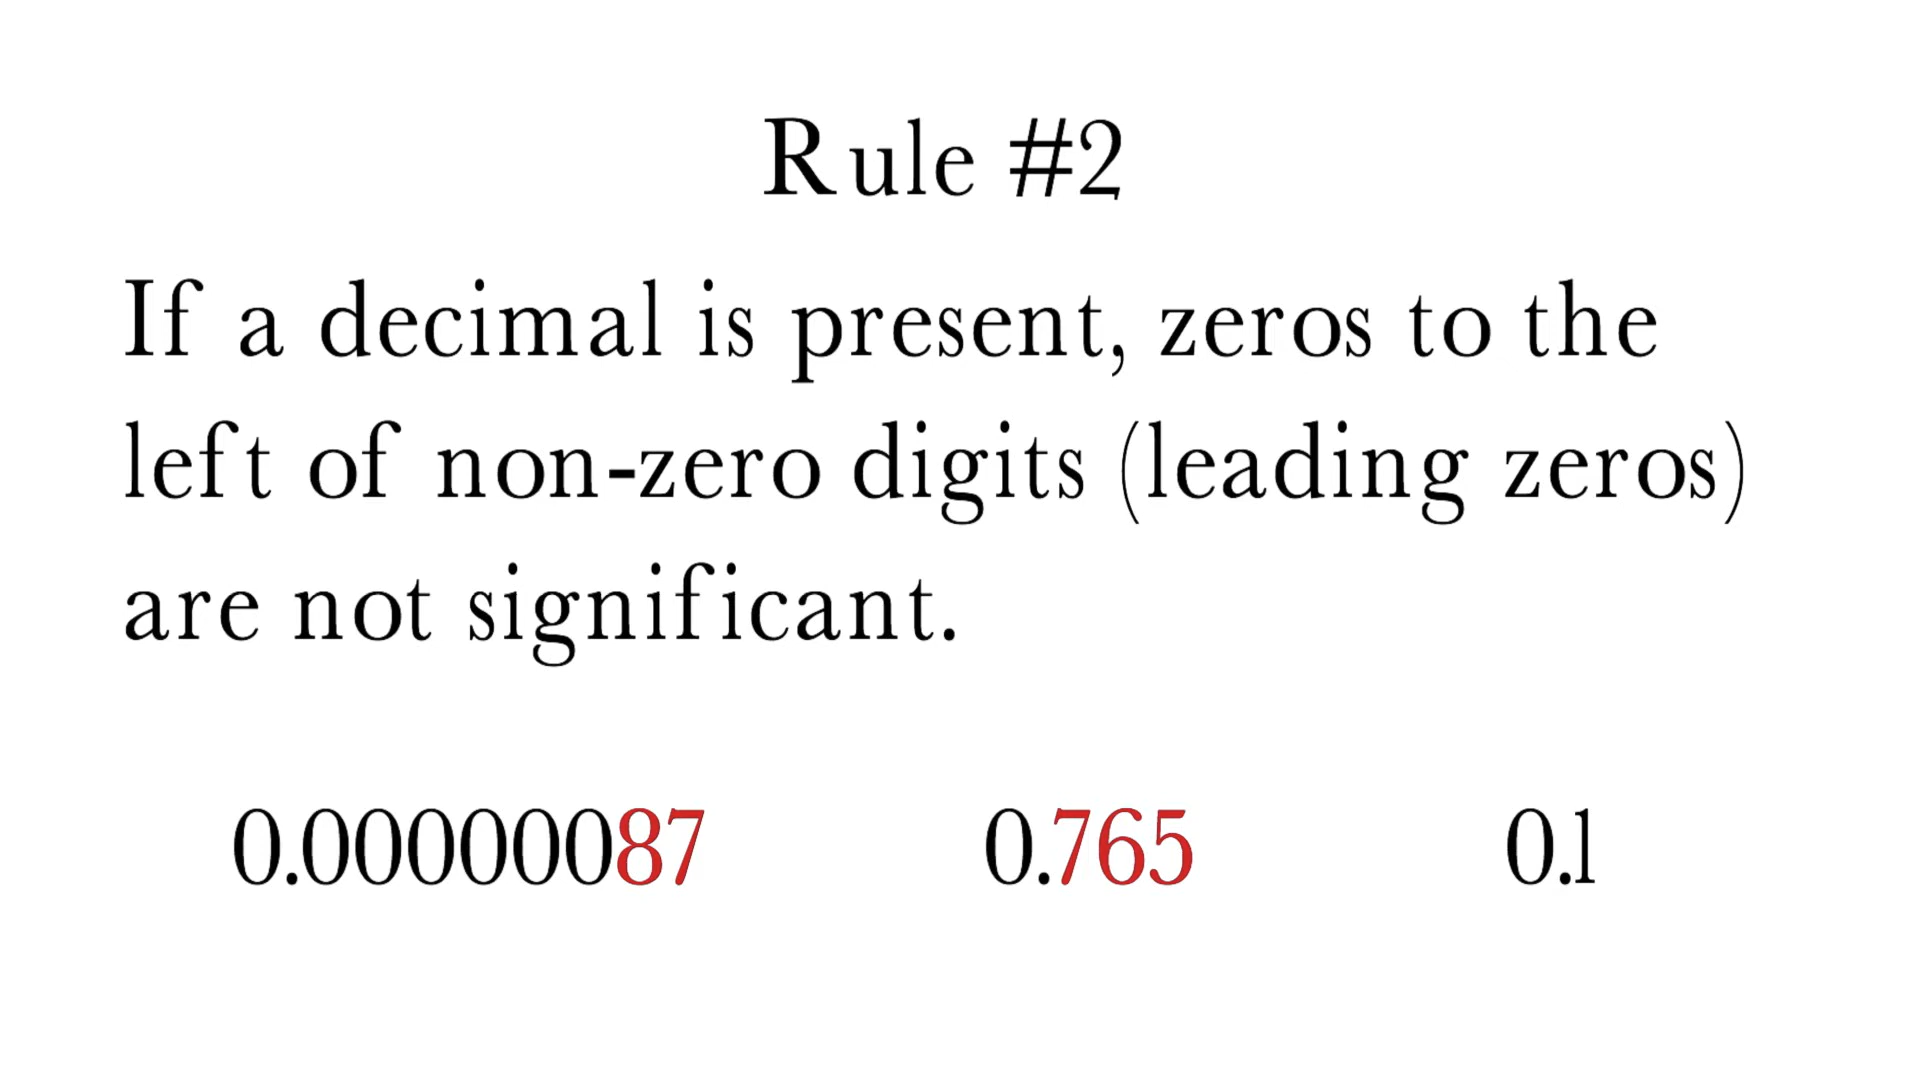 Rule #2
If a decimal is present, zeros to the
left of non-zero digits (leading zeros)
are not significant.
0.00000087 0.765 0.1